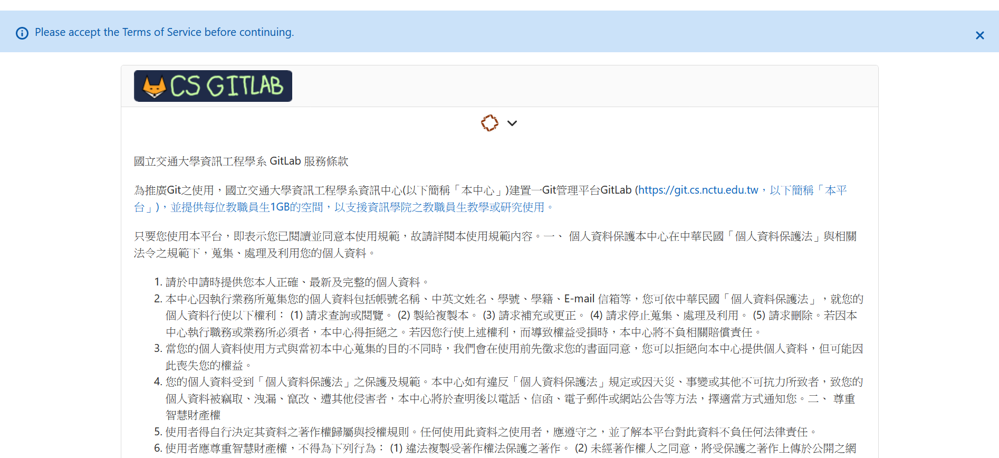 Please accept the Terms of Service before continuing.
CS GITLAB
國立交通大學資訊工程學系 GitLab 服務條款
為推廣Git之使用，國立交通大學資訊工程學系資訊中心(以下簡稱「本中心」)建置一Git管理平台GitLab (https://git.cs.nctu.edu.tw，以下簡稱「本平
台」)，並提供每位教職員生1GB的空間，以支援資訊學院之教職員生教學或研究使用。
只要您使用本平台，即表示您已閱讀並同意本使用規範，故請詳閱本使用規範內容。一、 個人資料保護本中心在中華民國「個人資料保護法」與相關
法令之規範下，蒐集、處理及利用您的個人資料。
1. 請於申請時提供您本人正確、最新及完整的個人資料。
2. 本中心因執行業務所蒐集您的個人資料包括帳號名稱、中英文姓名、學號、學籍、E-mail 信箱等，您可依中華民國「個人資料保護法」，就您的
個人資料行使以下權利： (1) 請求查詢或閱覽。 (2) 製給複製本。 (3) 請求補充或更正。 (4) 請求停止蒐集、處理及利用。 (5) 請求刪除。若因本
中心執行職務或業務所必須者，本中心得拒絕之。若因您行使上述權利，而導致權益受損時，本中心將不負相關賠償責任。
3. 當您的個人資料使用方式與當初本中心蒐集的目的不同時，我們會在使用前先徵求您的書面同意，您可以拒絕向本中心提供個人資料，但可能因
此喪失您的權益。
4. 您的個人資料受到「個人資料保護法」之保護及規範。本中心如有違反「個人資料保護法」規定或因天災、事變或其他不可抗力所致者，致您的
個人資料被竊取、洩漏、竄改、遭其他侵害者，本中心將於查明後以電話、信函、電子郵件或網站公告等方法，擇適當方式通知您。二、 尊重
智慧財產權
5. 使用者得自行決定其資料之著作權歸屬與授權規則。任何使用此資料之使用者，應遵守之，並了解本平台對此資料不負任何法律責任。
6. 使用者應尊重智慧財產權，不得為下列行為： (1) 違法複製受著作權法保護之著作。 (2) 未經著作權人之同意，將受保護之著作上傳於公開之網